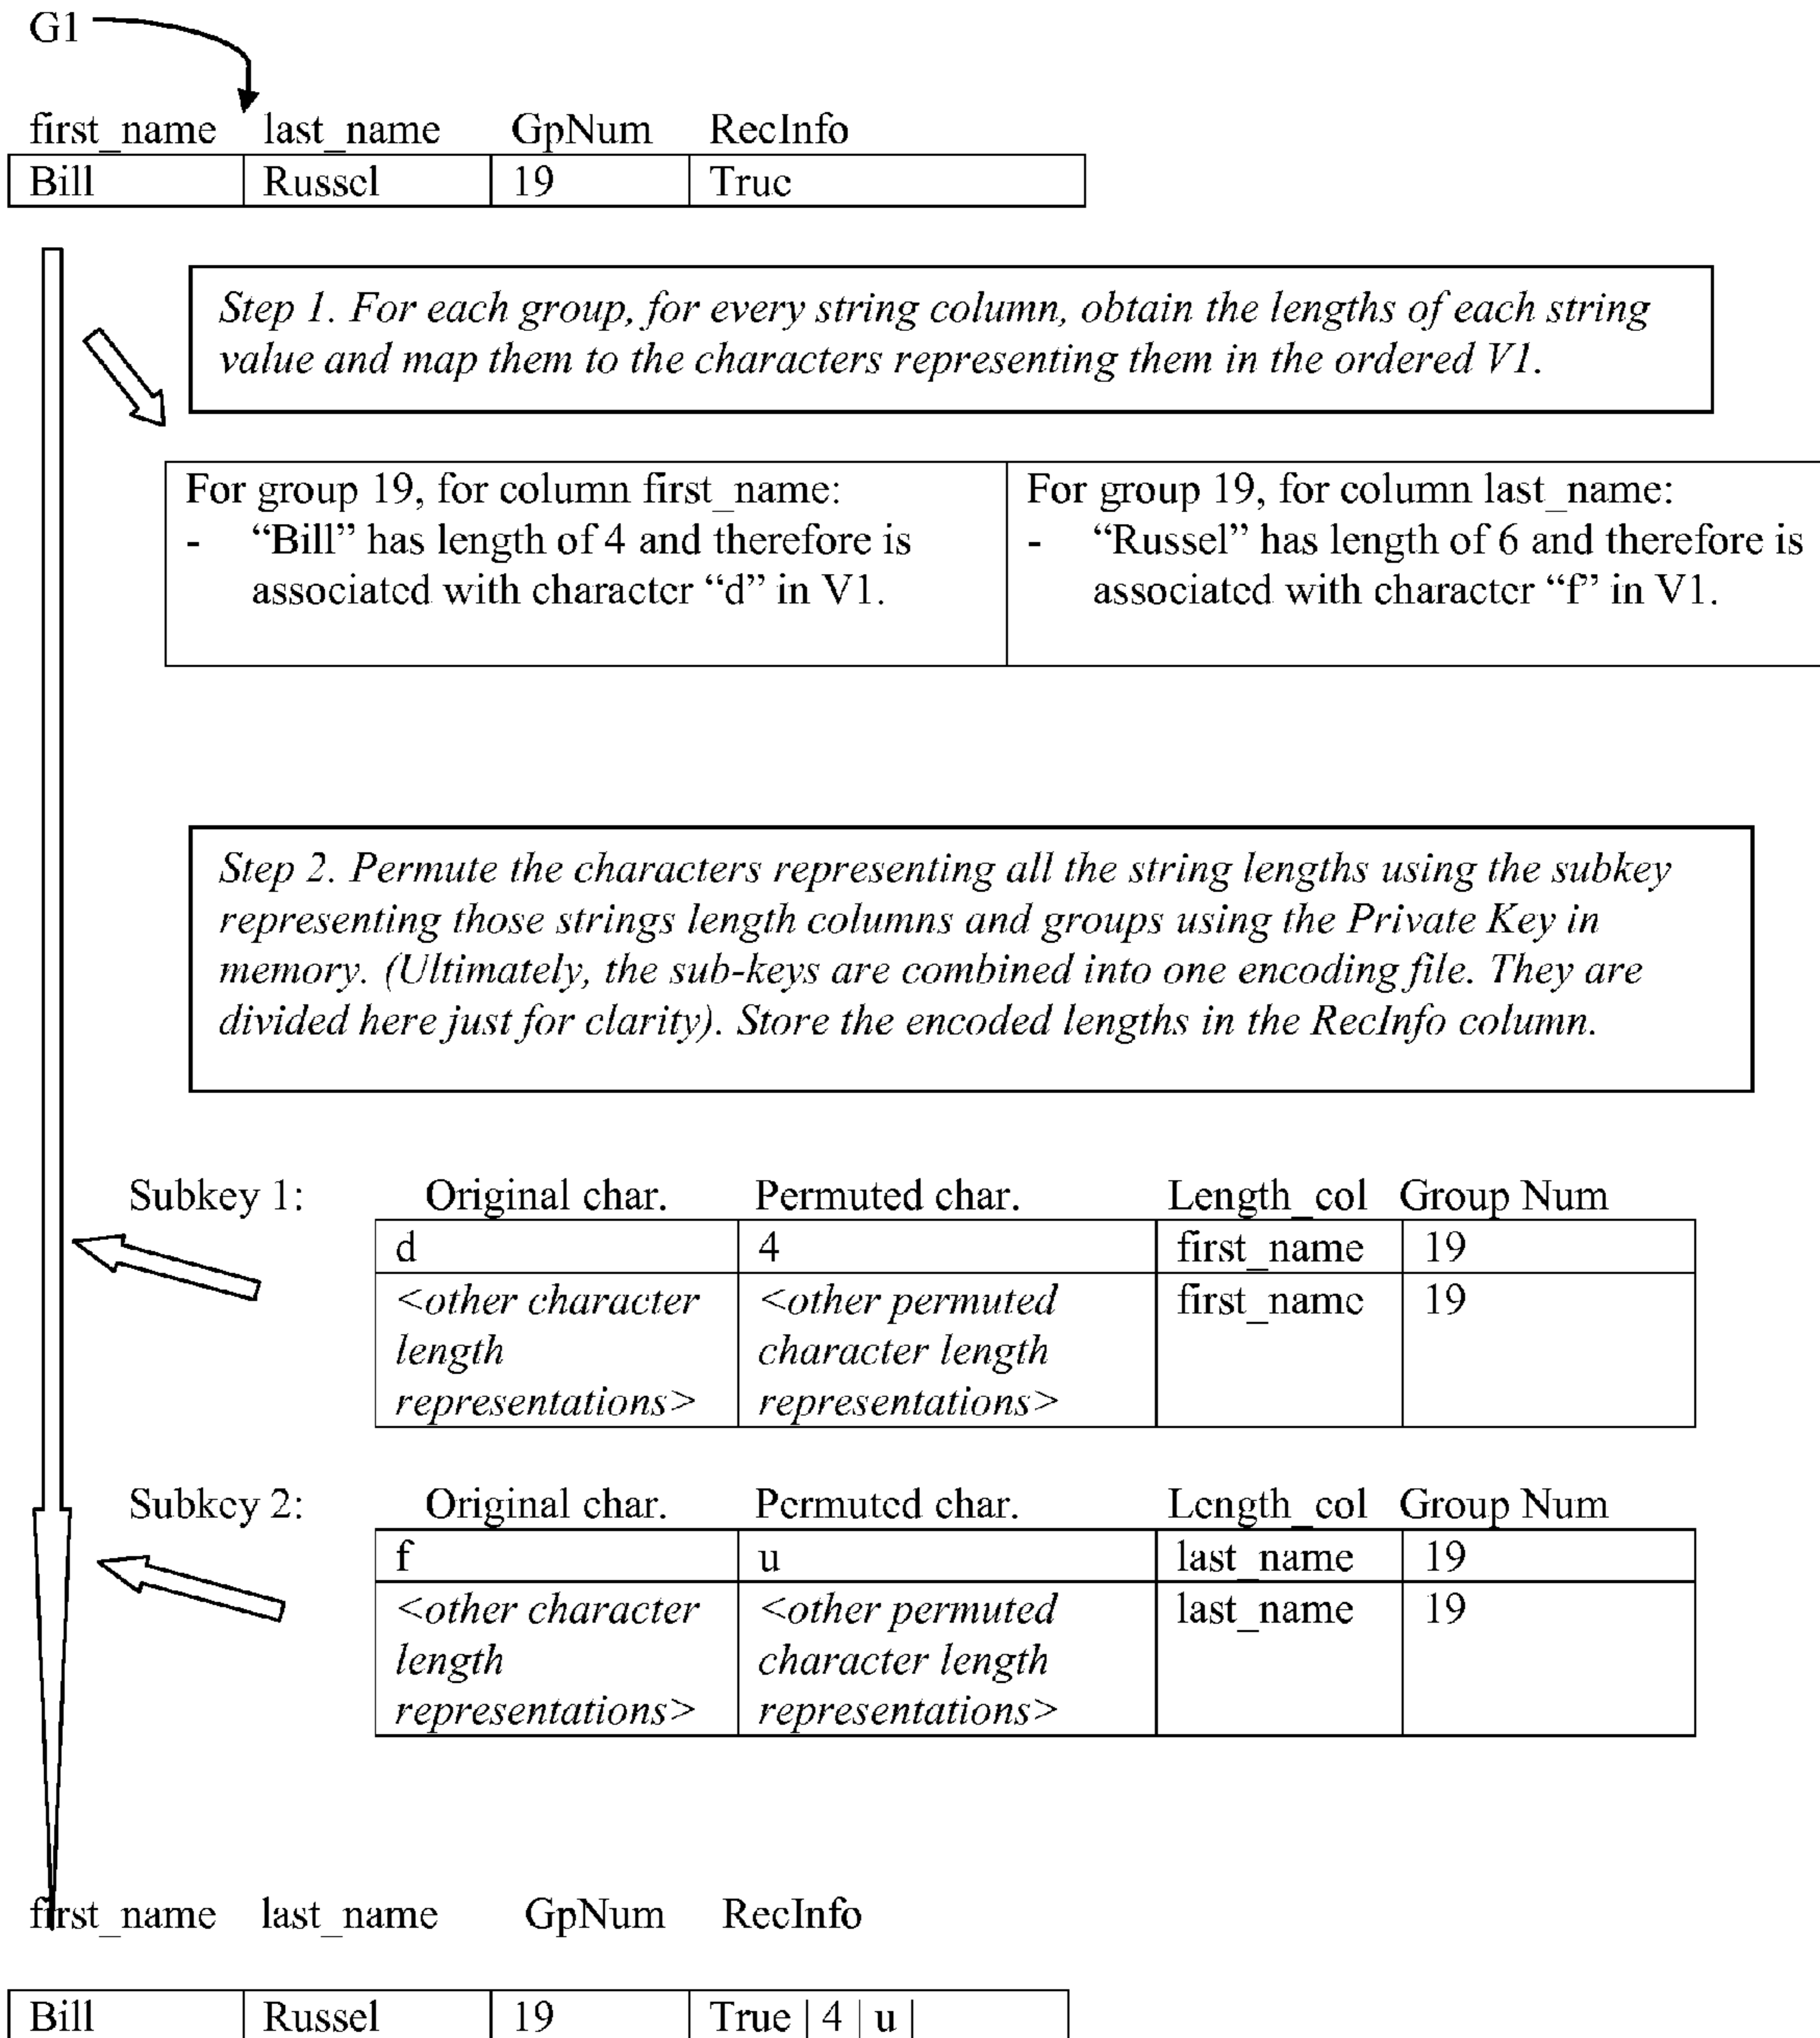 G1
first_name last_name GpNum RecInfo
Bill Russel 19 True
Step 1. For each group, for every string column, obtain the lengths of each string
value and map them to the characters representing them in the ordered V1.
For group 19, for column first_name:
- “Bill” has length of 4 and therefore is
associated with character “d” in V1.
For group 19, for column last_name:
- “Russel” has length of 6 and therefore is
associated with character “f” in V1.
Step 2. Permute the characters representing all the string lengths using the subkey
representing those strings length columns and groups using the Private Key in
memory. (Ultimately, the sub-keys are combined into one encoding file. They are
divided here just for clarity). Store the encoded lengths in the RecInfo column.
Subkey 1: Original char. Permuted char. Length_col Group Num
d 4 first_name 19
<other character <other permuted first_name 19
length character length
representations> representations>
Subkey 2: Original char. Permuted char. Length_col Group Num
f u last_name 19
<other character <other permuted last_name 19
length character length
representations> representations>
first_name last_name GpNum RecInfo
Bill Russel 19 True | 4 | u |